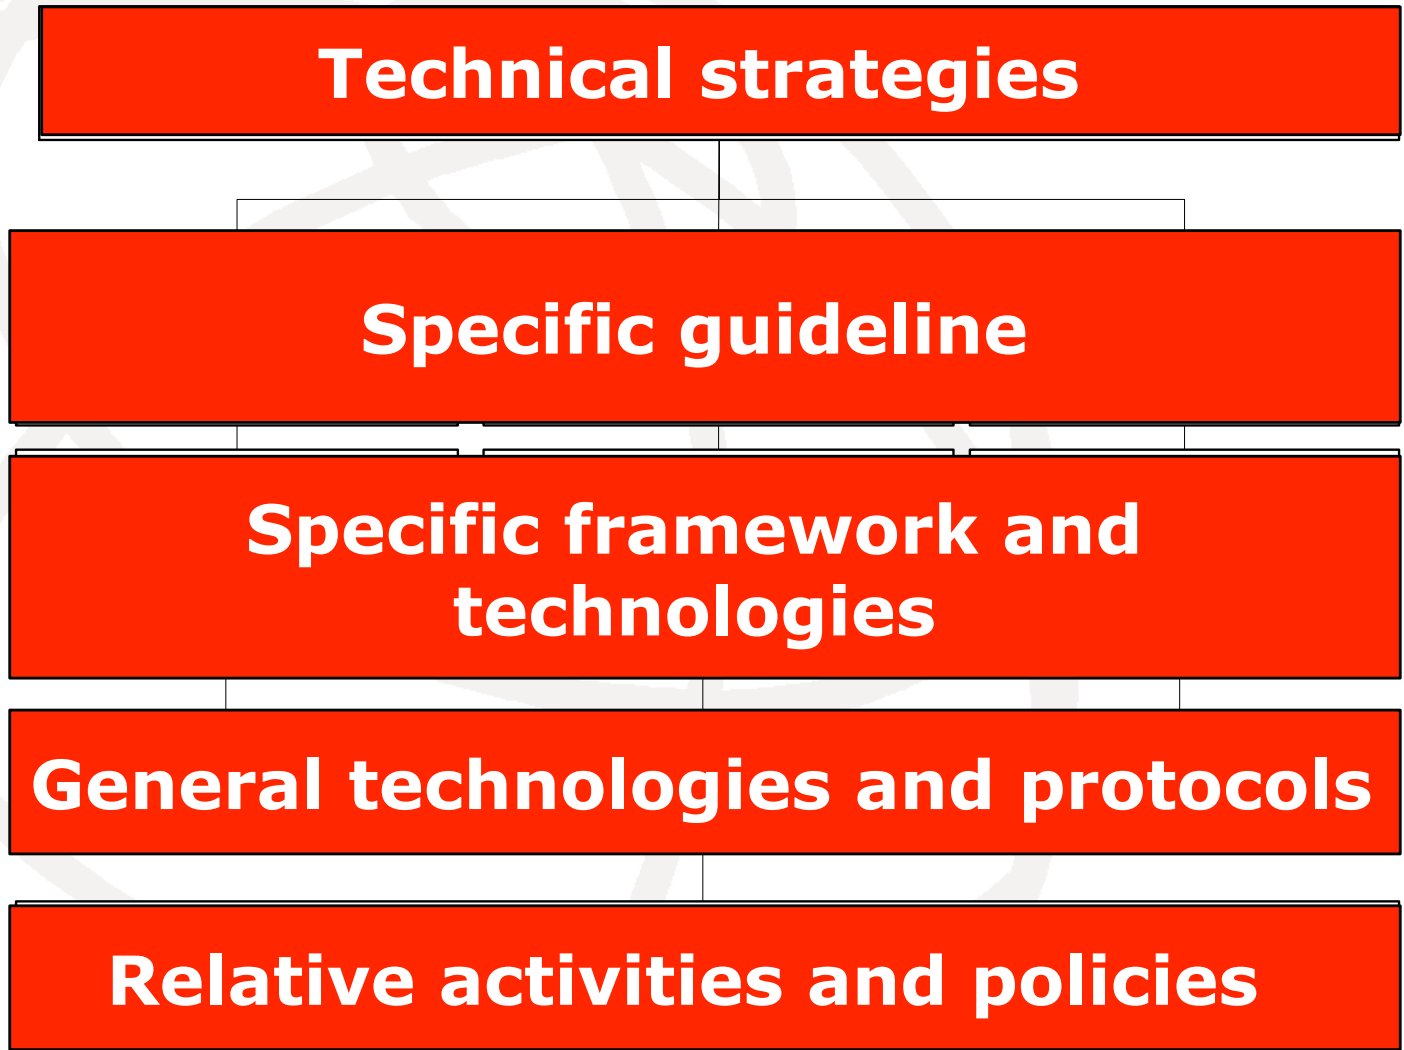 Technical strategies
Specific guideline
Specific framework and
technologies
General technologies and protocols
Relative activities and policies